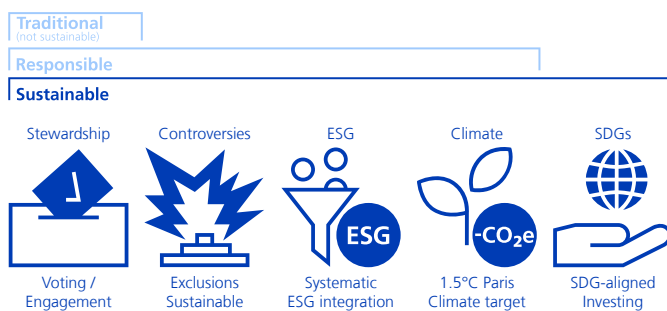 Traditional
(not sustainable)
Responsible
Sustainable
Stewardship
Controversies
ESG
Climate
SDGs
ESG
-CO₂e
Voting /
Engagement
Exclusions
Sustainable
Systematic
ESG integration
1.5ºC Paris
Climate target
SDG-aligned
Investing